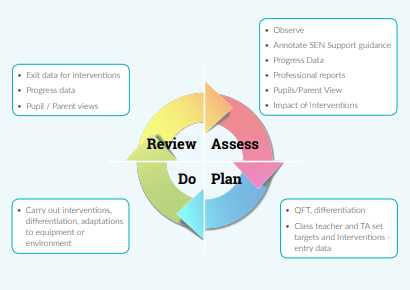 • Observe
• Annotate SEN Support guidance
• Progress Data
• Professional reports
• Pupils/Parent View
• Impact of Interventions
• Exit data for interventions
• Progress data
• Pupil / Parent views
Review
Assess
Do
Plan
• Carry out interventions,
differentiation, adaptations
to equipment or
environment
• QFT, differentiation
• Class teacher and TA set
targets and Interventions -
entry data